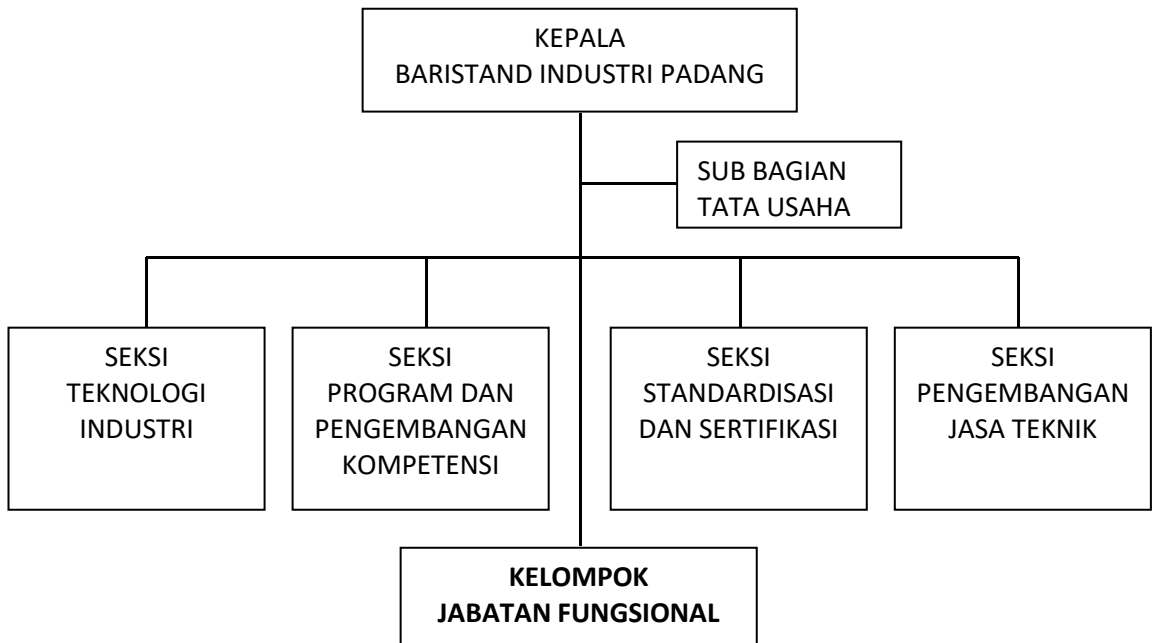 KEPALA
BARISTAND INDUSTRI PADANG
SUB BAGIAN
TATA USAHA
SEKSI
TEKNOLOGI
INDUSTRI
SEKSI
PROGRAM DAN
PENGEMBANGAN
KOMPETENSI
SEKSI
STANDARDISASI
DAN SERTIFIKASI
SEKSI
PENGEMBANGAN
JASA TEKNIK
KELOMPOK
JABATAN FUNGSIONAL